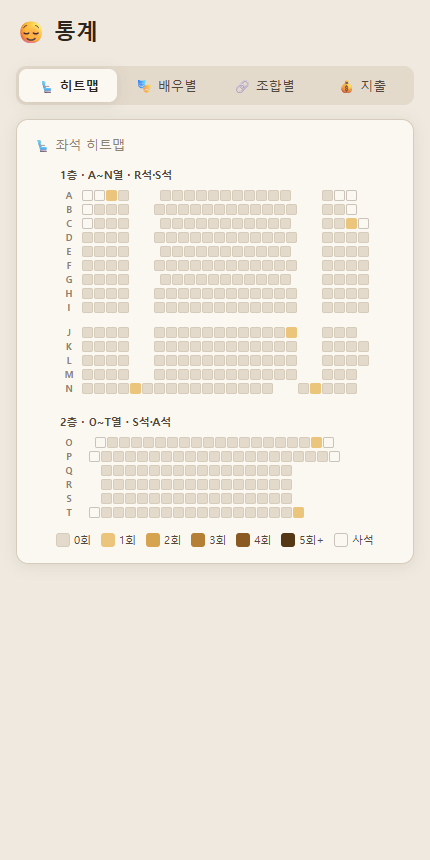 통계
히트맵 배우별 조합별 지출
좌석 히트맵
1층 · A~N열 · R석·S석
A
B
C
D
E
F
G
H
I
J
K
L
M
N
2층 · O~T열 · S석·A석
O
P
Q
R
S
T
0회 1회 2회 3회 4회 5회+ 사석